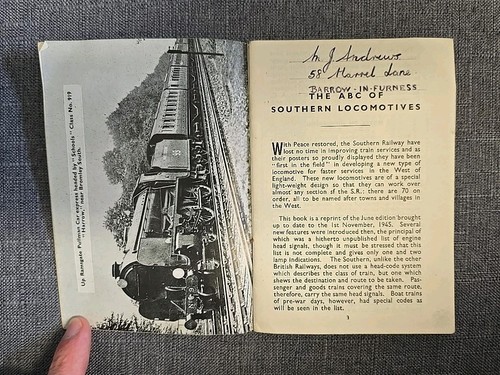 Up Ramsgate Pullman Car express headed by "Schools" Class No. 919
Harrow, near Bromley South
M J Andrews
58 Harrel Lane
BARROW-IN-FURNESS
THE ABC OF
SOUTHERN LOCOMOTIVES
With Peace restored, the Southern Railway have
lost no time in improving train services and as
their posters so proudly displayed they have been
"first in the field" in developing a new type of
locomotive for faster services in the West of
England. These new locomotives are of a special
light-weight design so that they can work over
almost any section of the S.R.; there are 70 on
order, all to be named after towns and villages in
the West.
This book is a reprint of the June edition brought
up to date to the 1st November, 1945. Several
new features were introduced then, the principal of
which was a hitherto unpublished list of engine
head signals, though it must be stressed that this
list is not complete and gives only one and two
lamp indications. The Southern, unlike the other
British Railways, does not use a head-code system
which describes the class of train, but one which
shews the destination and route to be taken. Pas-
senger and goods trains covering the same route,
therefore, carry the same head signals. Boat trains
of pre-war days, however, had special codes as
will be seen in the list.
3